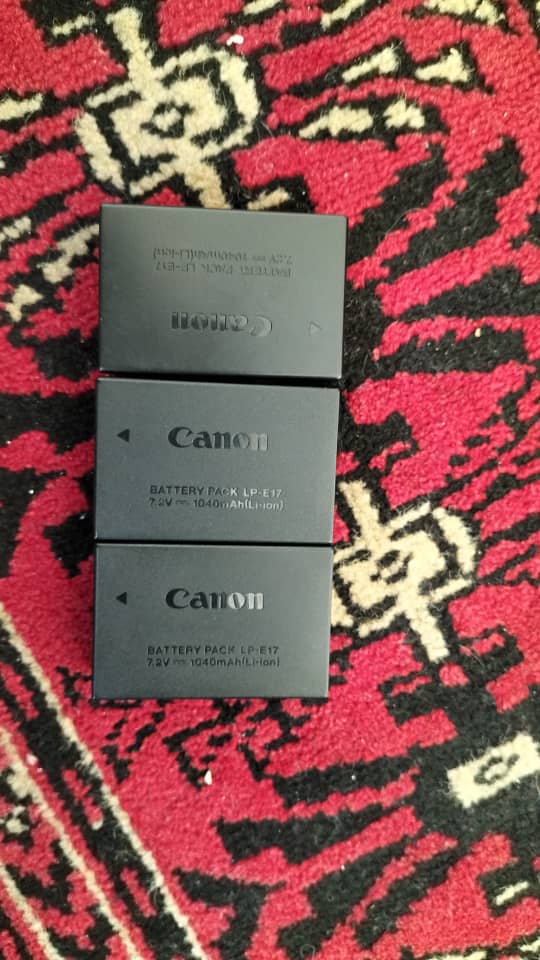 Canon
BATTERY PACK LP-E17
7.2V ⎓ 1040mAh(Li-ion)
Canon
BATTERY PACK LP-E17
7.2V ⎓ 1040mAh(Li-ion)
Canon
BATTERY PACK LP-E17
7.2V ⎓ 1040mAh(Li-ion)